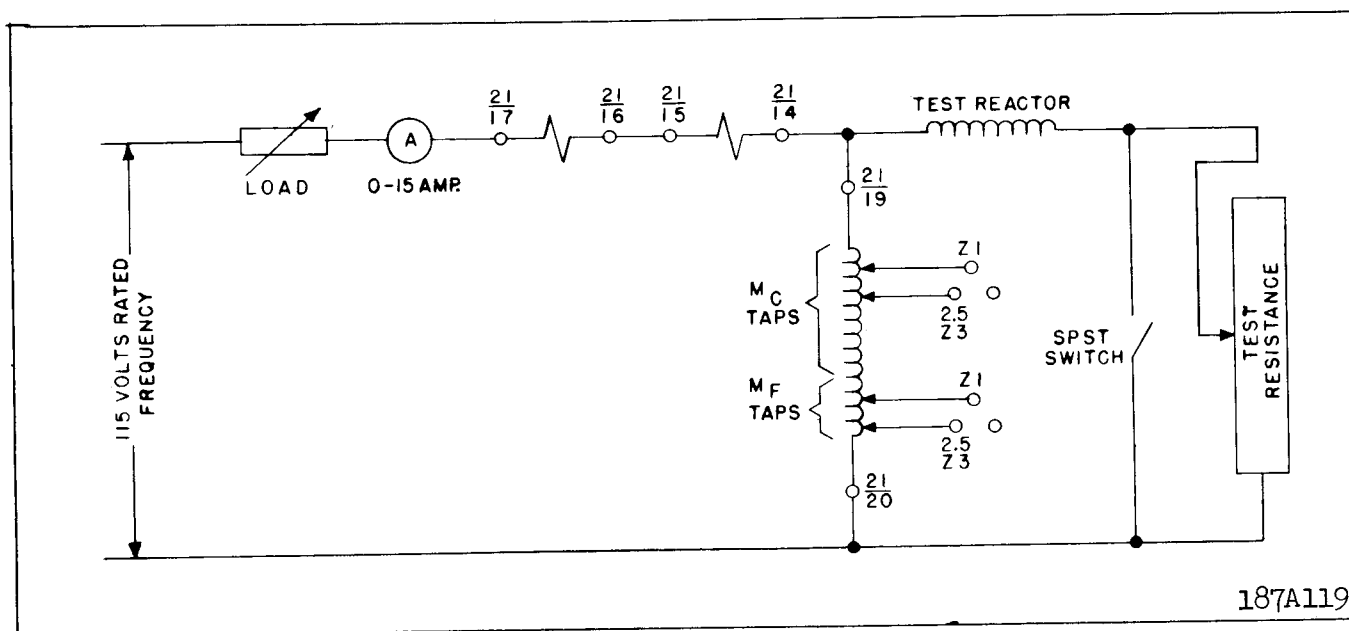 115 VOLTS RATED
FREQUENCY
LOAD
A
0-15 AMP.
21
17
21
16
21
15
21
14
TEST REACTOR
21
19
M C
TAPS
Z1
2.5
Z3
M F
TAPS
Z1
2.5
Z3
21
20
SPST
SWITCH
TEST
RESISTANCE
187A119